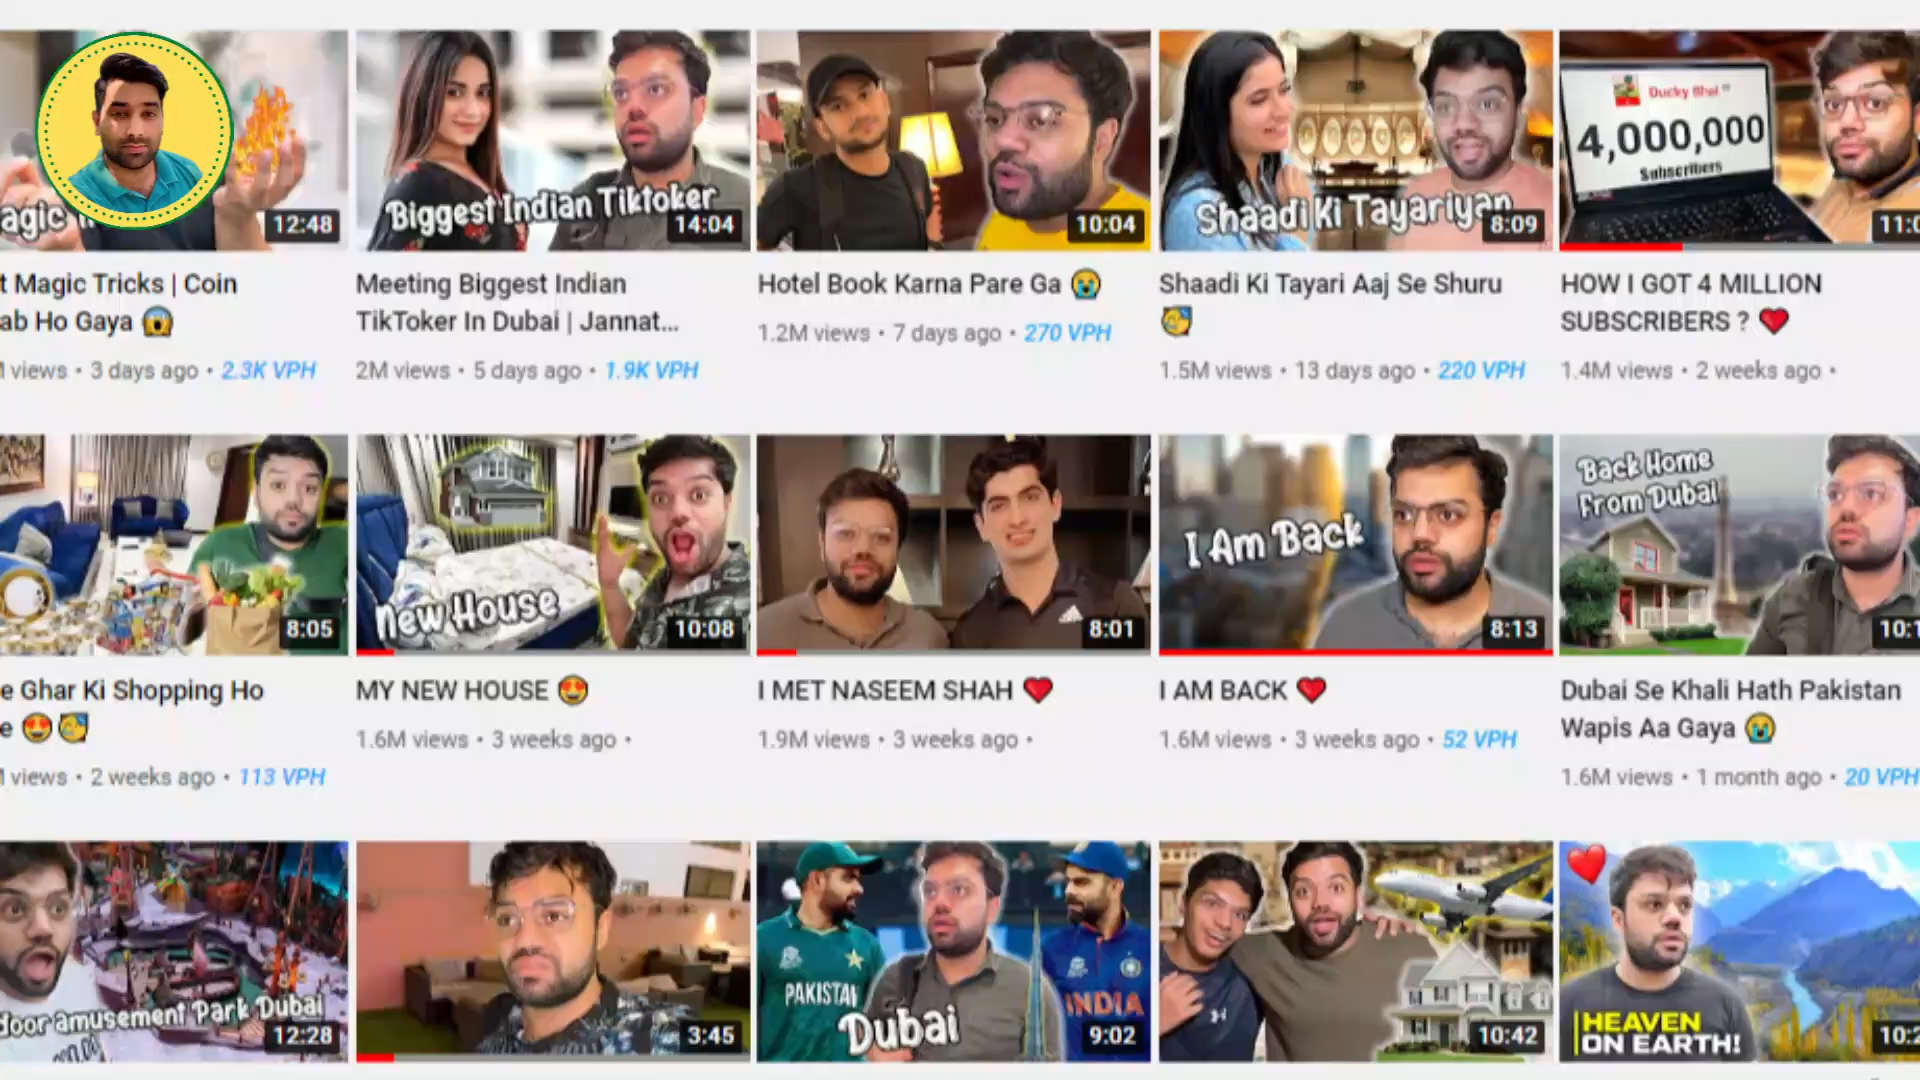 agic
12:48
Biggest Indian Tiktoker
14:04
10:04
Shaadi Ki Tayariyan
8:09
Ducky Bhai
4,000,000
Subscribers
11:0
t Magic Tricks | Coin
ab Ho Gaya 😱
views • 3 days ago • 2.3K VPH
Meeting Biggest Indian
TikToker In Dubai | Jannat...
2M views • 5 days ago • 1.9K VPH
Hotel Book Karna Pare Ga 😭
1.2M views • 7 days ago • 270 VPH
Shaadi Ki Tayari Aaj Se Shuru
🥳
1.5M views • 13 days ago • 220 VPH
HOW I GOT 4 MILLION
SUBSCRIBERS ? ❤️
1.4M views • 2 weeks ago •
8:05
New House
10:08
8:01
I Am Back
8:13
Back Home
From Dubai
10:1
e Ghar Ki Shopping Ho
e 😍🥳
views • 2 weeks ago • 113 VPH
MY NEW HOUSE 😍
1.6M views • 3 weeks ago •
I MET NASEEM SHAH ❤️
1.9M views • 3 weeks ago •
I AM BACK ❤️
1.6M views • 3 weeks ago • 52 VPH
Dubai Se Khali Hath Pakistan
Wapis Aa Gaya 😭
1.6M views • 1 month ago • 20 VPH
door amusement Park Dubai
12:28
3:45
PAKISTAN
INDIA
Dubai
9:02
10:42
HEAVEN
ON EARTH!
10:2